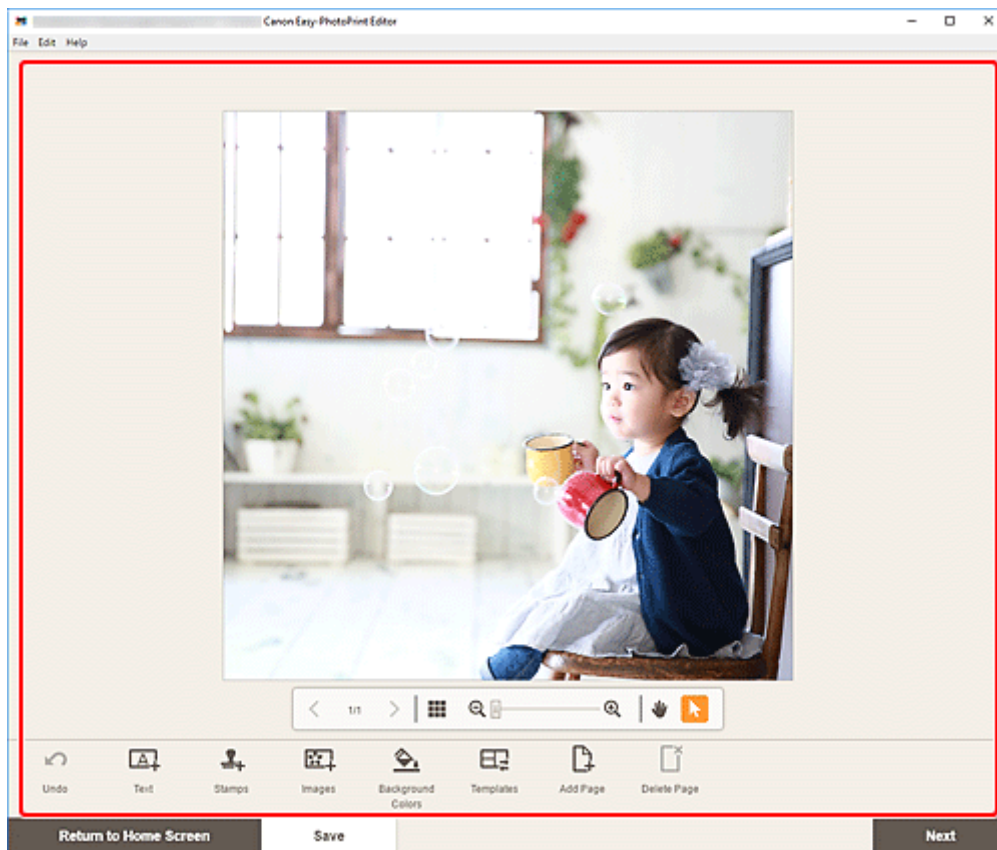 Canon Easy-PhotoPrint Editor
File Edit Help
1/1
Undo Text Stamps Images Background Colors Templates Add Page Delete Page
Return to Home Screen Save Next